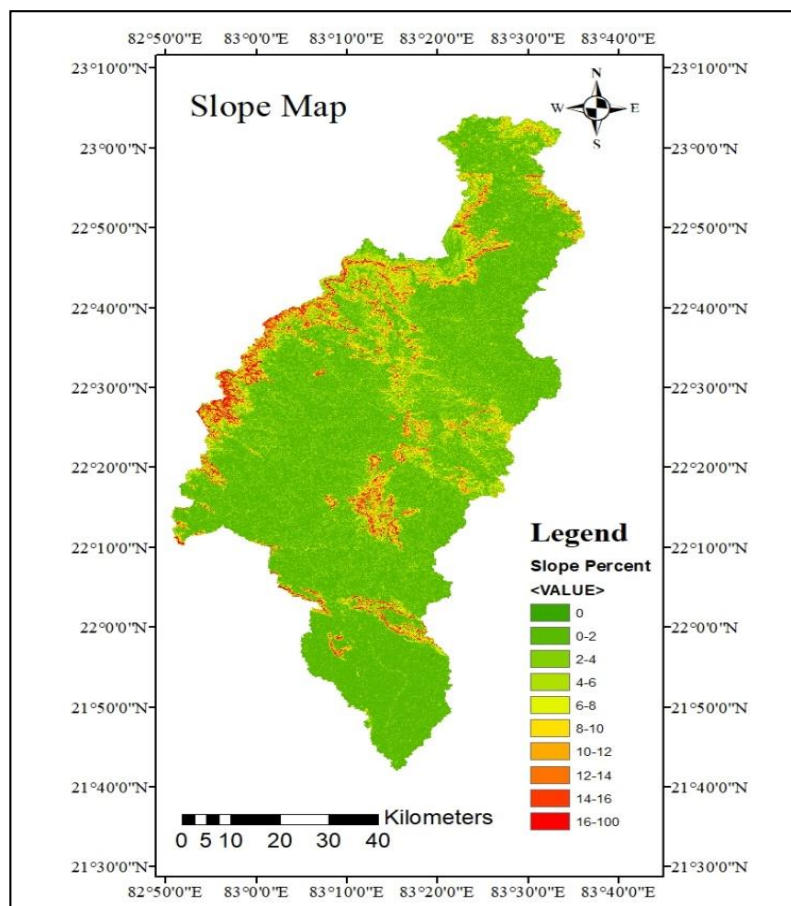 82°50'0"E 83°0'0"E 83°10'0"E 83°20'0"E 83°30'0"E 83°40'0"E
23°10'0"N 23°10'0"N
Slope Map
N
W E
S
23°0'0"N 23°0'0"N
22°50'0"N 22°50'0"N
22°40'0"N 22°40'0"N
22°30'0"N 22°30'0"N
22°20'0"N 22°20'0"N
22°10'0"N 22°10'0"N
22°0'0"N 22°0'0"N
21°50'0"N 21°50'0"N
21°40'0"N 21°40'0"N
21°30'0"N 21°30'0"N
Legend
Slope Percent
<VALUE>
0
0-2
2-4
4-6
6-8
8-10
10-12
12-14
14-16
16-100
Kilometers
0 5 10 20 30 40
82°50'0"E 83°0'0"E 83°10'0"E 83°20'0"E 83°30'0"E 83°40'0"E